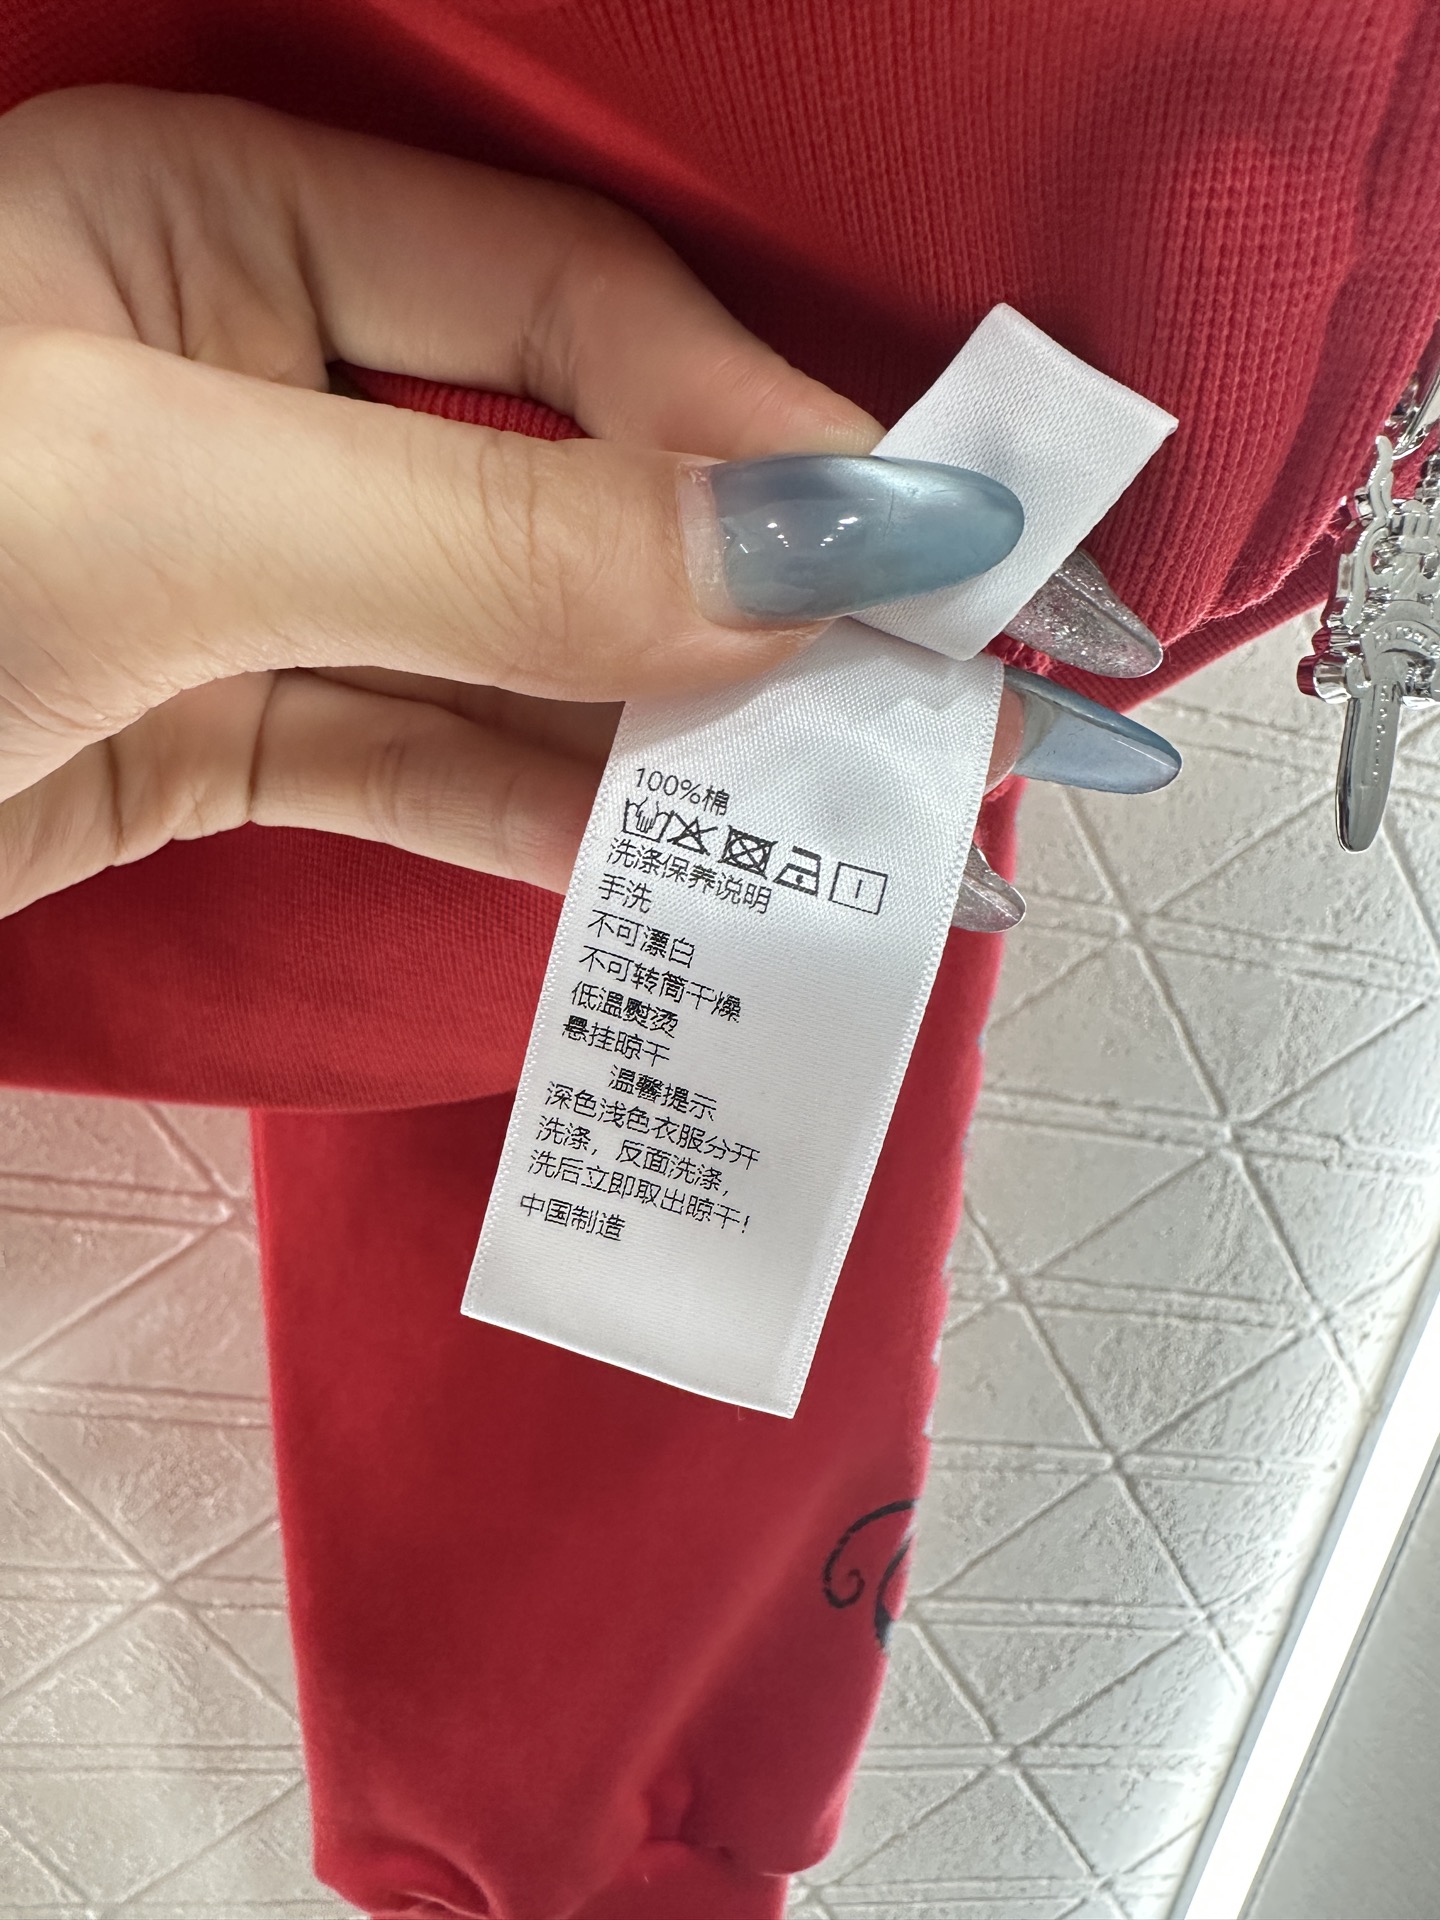 100%棉
洗涤保养说明
手洗
不可漂白
不可转筒干燥
低温熨烫
悬挂晾干
温馨提示
深色浅色衣服分开
洗涤，反面洗涤，
洗后立即取出晾干！
中国制造